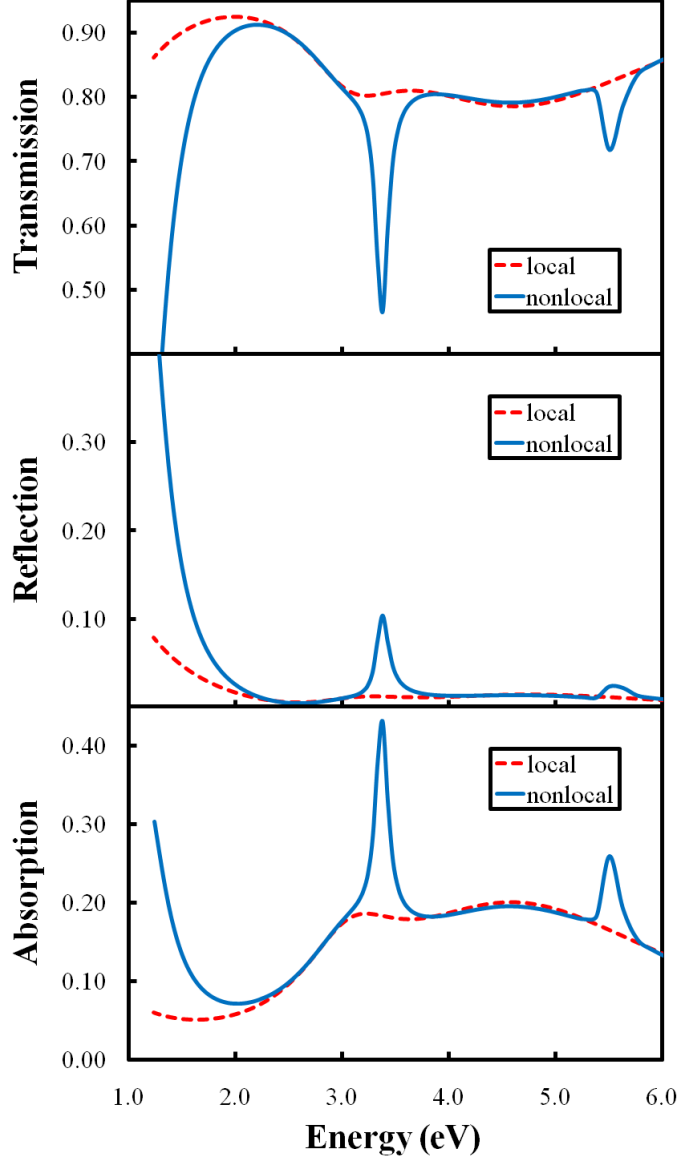 Transmission
0.90
0.80
0.70
0.60
0.50
local
nonlocal
Reflection
0.30
0.20
0.10
local
nonlocal
Absorption
0.40
0.30
0.20
0.10
0.00
local
nonlocal
1.0 2.0 3.0 4.0 5.0 6.0
Energy (eV)